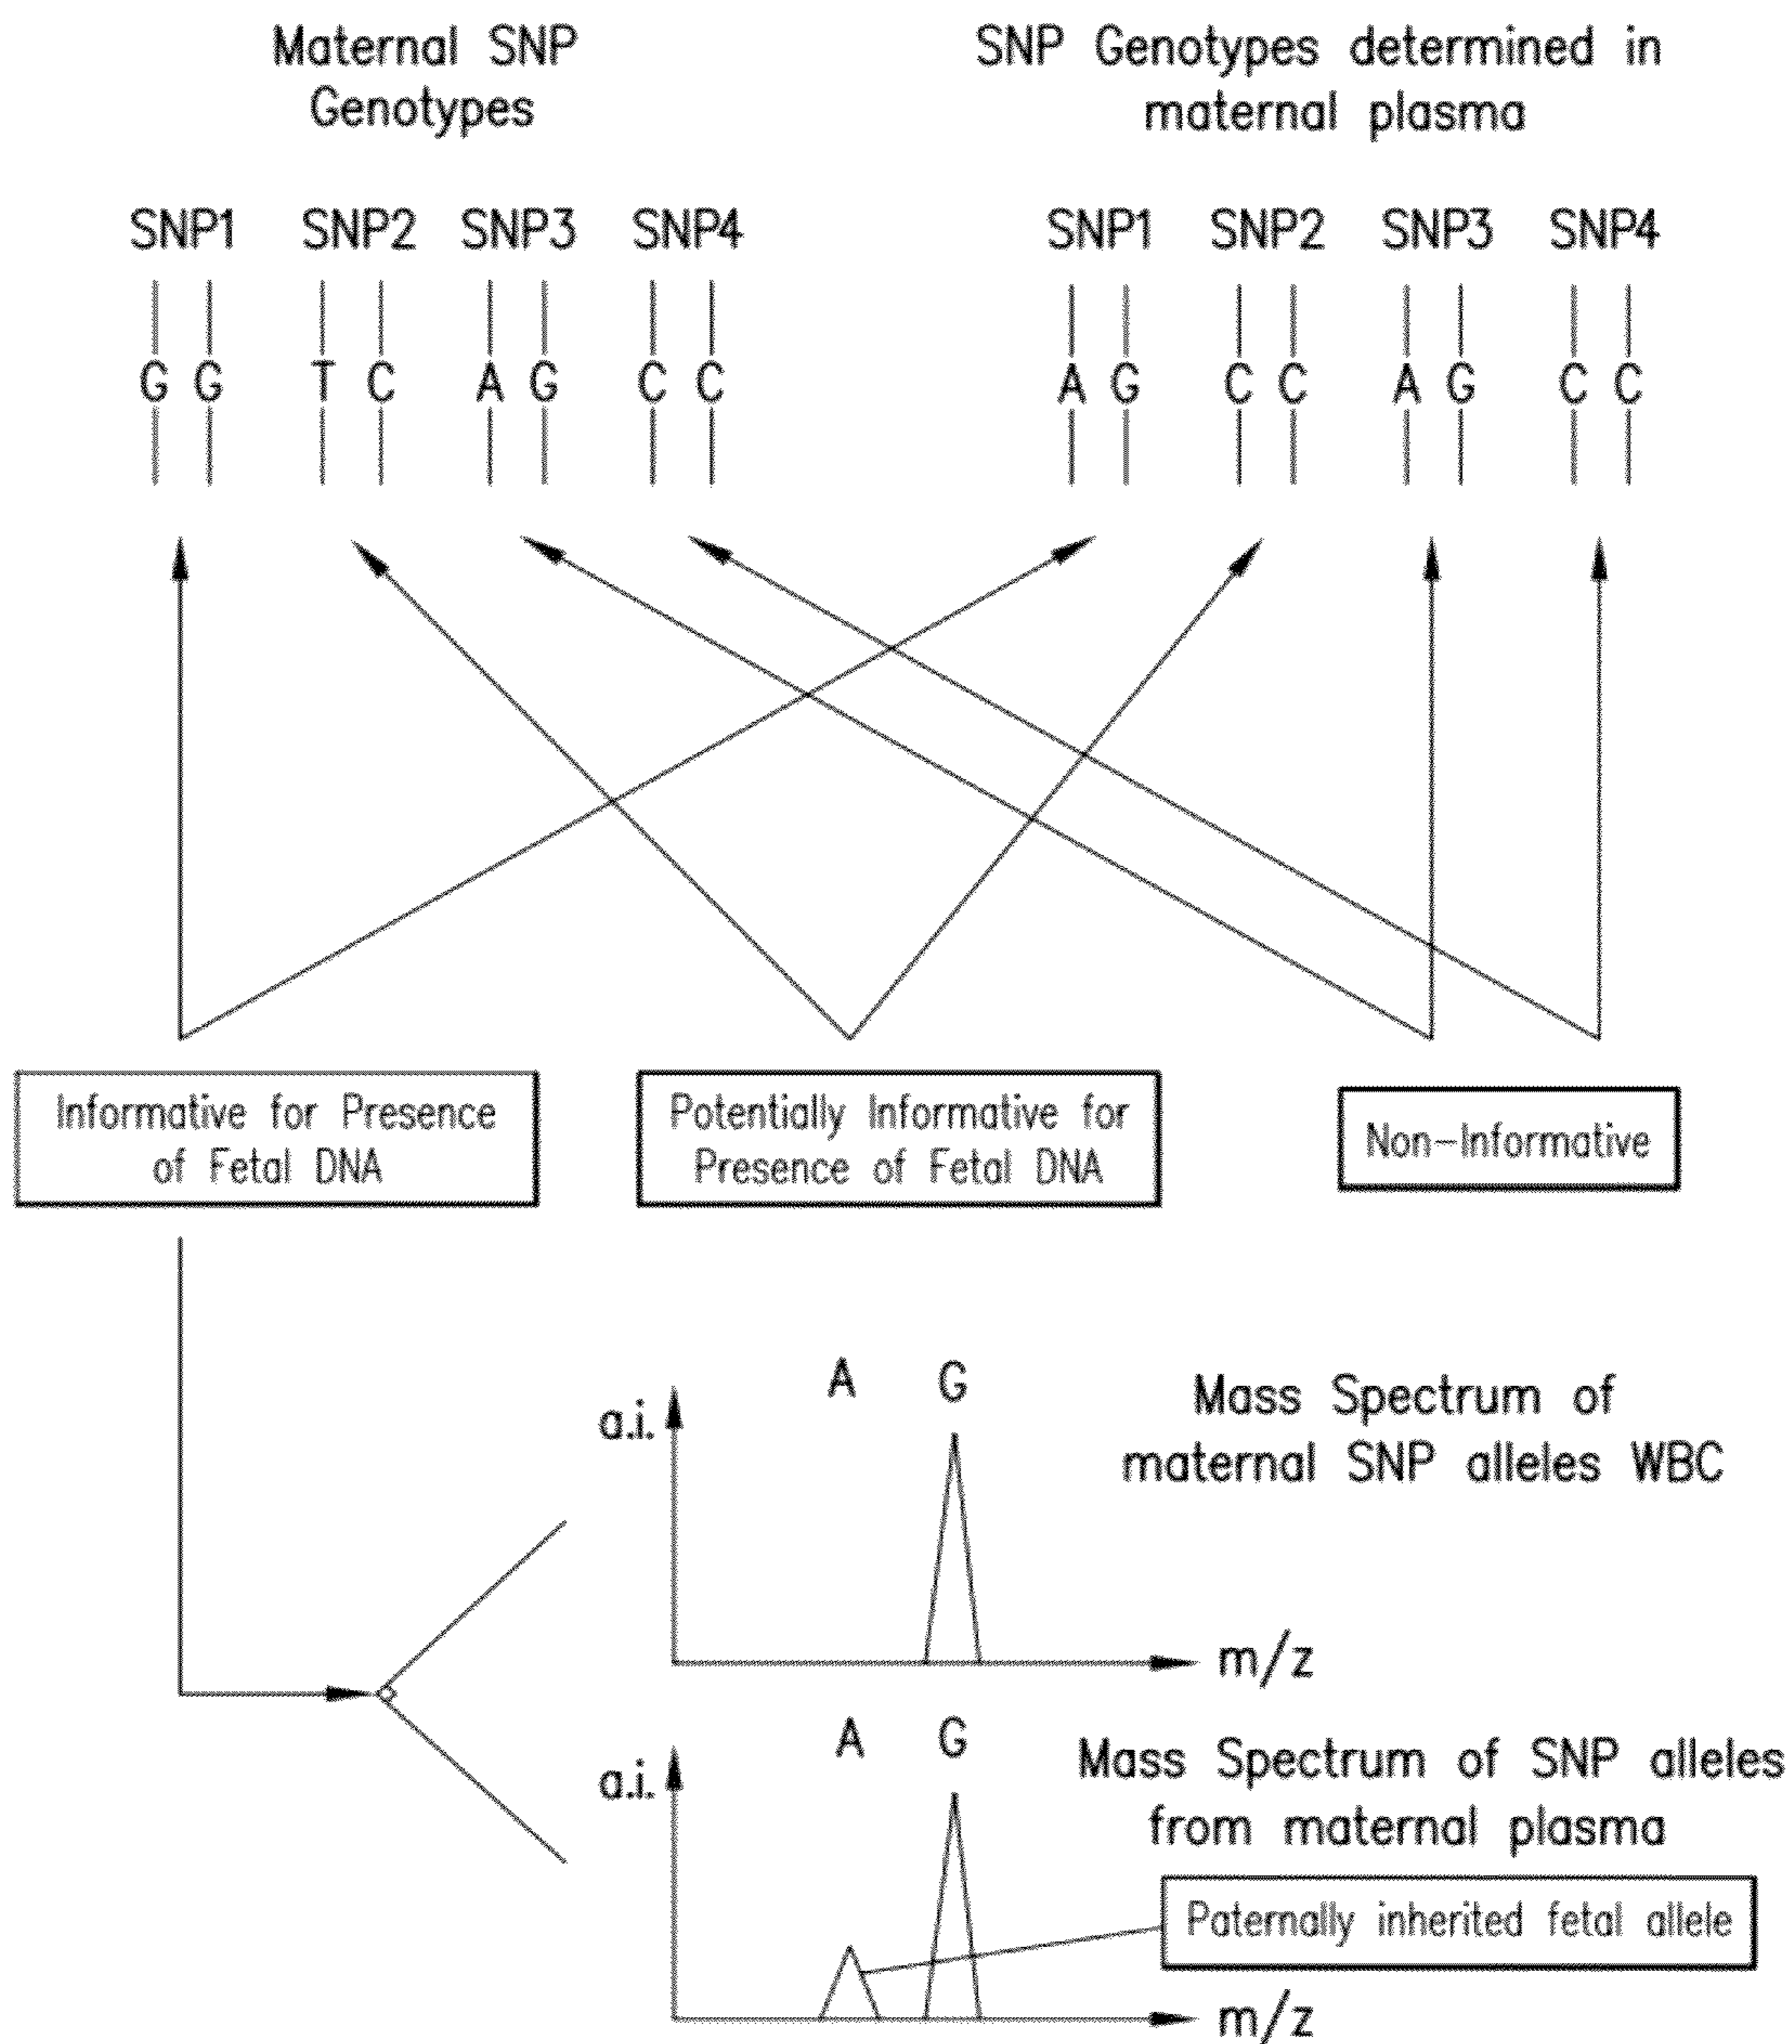 Maternal SNP
Genotypes
SNP Genotypes determined in
maternal plasma
SNP1 SNP2 SNP3 SNP4
G G T C A G C C
SNP1 SNP2 SNP3 SNP4
A G C C A G C C
Informative for Presence
of Fetal DNA
Potentially Informative for
Presence of Fetal DNA
Non-Informative
A G
a.i.
m/z
Mass Spectrum of
maternal SNP alleles WBC
A G
a.i.
m/z
Mass Spectrum of SNP alleles
from maternal plasma
Paternally inherited fetal allele